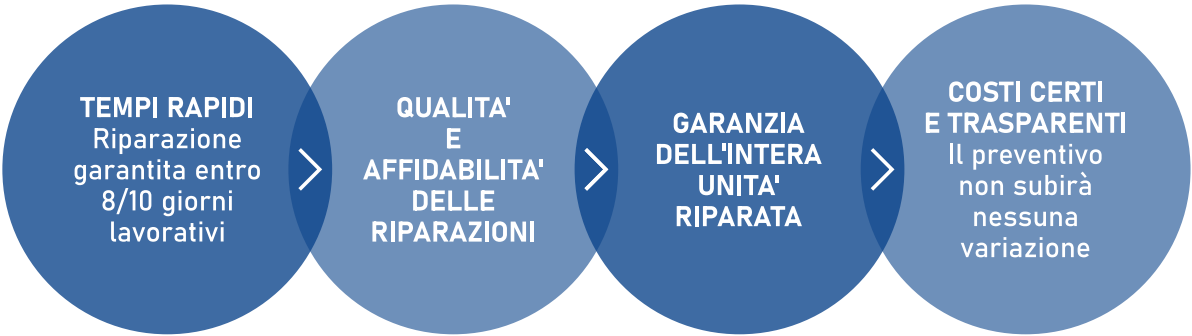 TEMPI RAPIDI
Riparazione
garantita entro
8/10 giorni
lavorativi
QUALITA'
E
AFFIDABILITA'
DELLE
RIPARAZIONI
GARANZIA
DELL'INTERA
UNITA'
RIPARATA
COSTI CERTI
E TRASPARENTI
Il preventivo
non subirà
nessuna
variazione